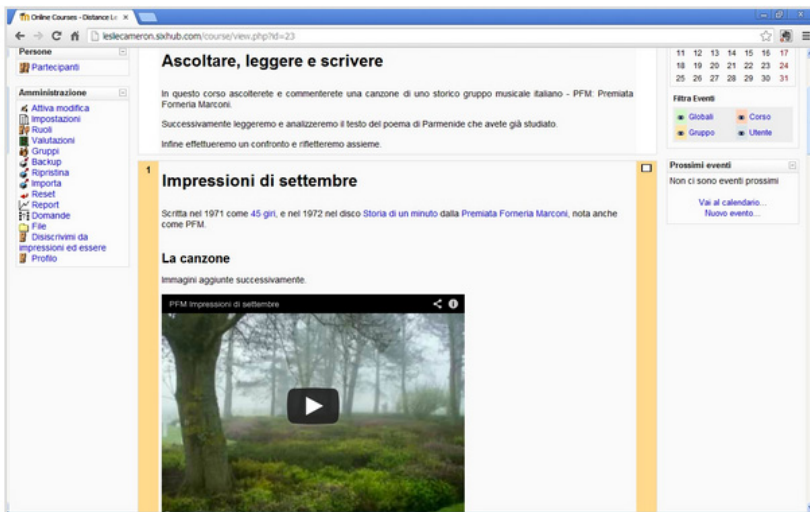 Online Courses - Distance Le
leslecameron.sixhub.com/course/view.php?id=23
Persone
Partecipanti
Amministrazione
Attiva modifica
Impostazioni
Ruoli
Valutazioni
Gruppi
Backup
Ripristina
Importa
Reset
Report
Domande
File
Disiscrivimi da
impressioni ed essere
Profilo
Ascoltare, leggere e scrivere
In questo corso ascolterete e commenterete una canzone di uno storico gruppo musicale italiano - PFM: Premiata
Forneria Marconi.
Successivamente leggeremo e analizzeremo il testo del poema di Parmenide che avete già studiato.
Infine effettueremo un confronto e rifletteremo assieme.
1
Impressioni di settembre
Scritta nel 1971 come 45 giri, e nel 1972 nel disco Storia di un minuto dalla Premiata Forneria Marconi, nota anche
come PFM.
La canzone
Immagini aggiunte successivamente.
PFM Impressioni di settembre
11 12 13 14 15 16 17
18 19 20 21 22 23 24
25 26 27 28 29 30 31
Filtra Eventi
Globali Corso
Gruppo Utente
Prossimi eventi
Non ci sono eventi prossimi
Vai al calendario...
Nuovo evento...